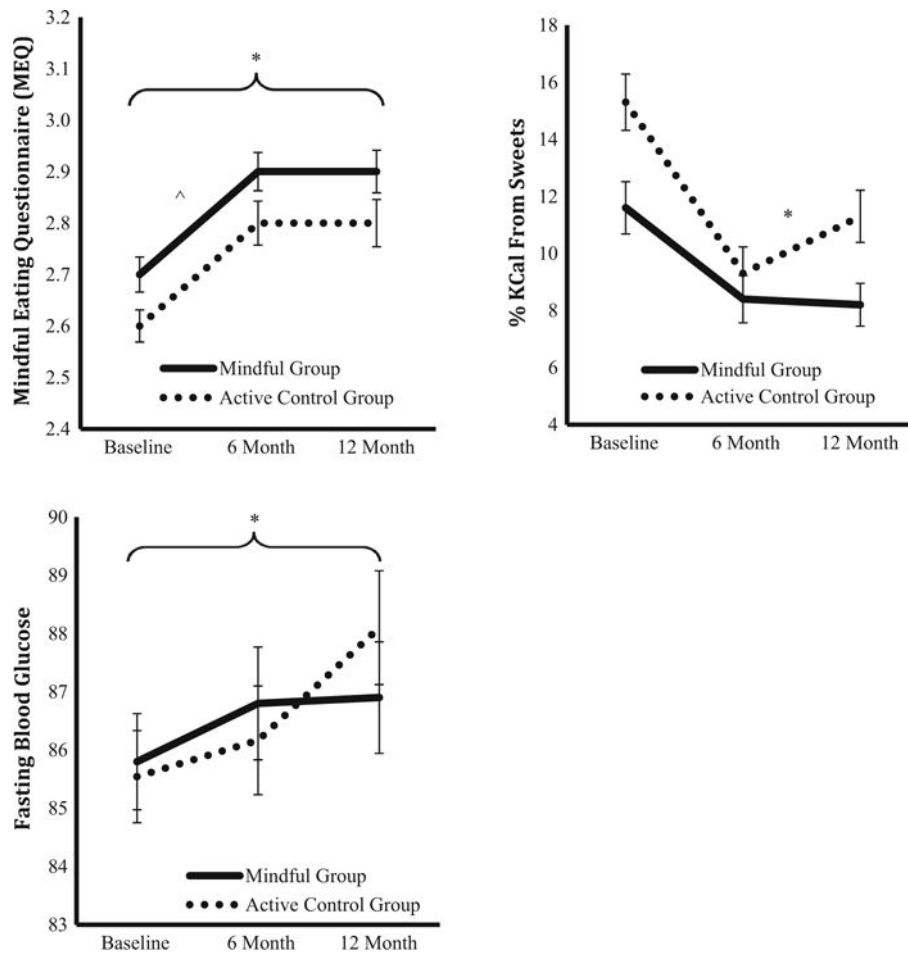 Mindful Eating Questionnaire (MEQ)
3.2
3.1
3.0
2.9
2.8
2.7
2.6
2.5
2.4
*
^
Mindful Group
Active Control Group
Baseline
6 Month
12 Month
% KCal From Sweets
18
16
14
12
10
8
6
4
*
Mindful Group
Active Control Group
Baseline
6 Month
12 Month
Fasting Blood Glucose
90
89
88
87
86
85
84
83
*
Mindful Group
Active Control Group
Baseline
6 Month
12 Month